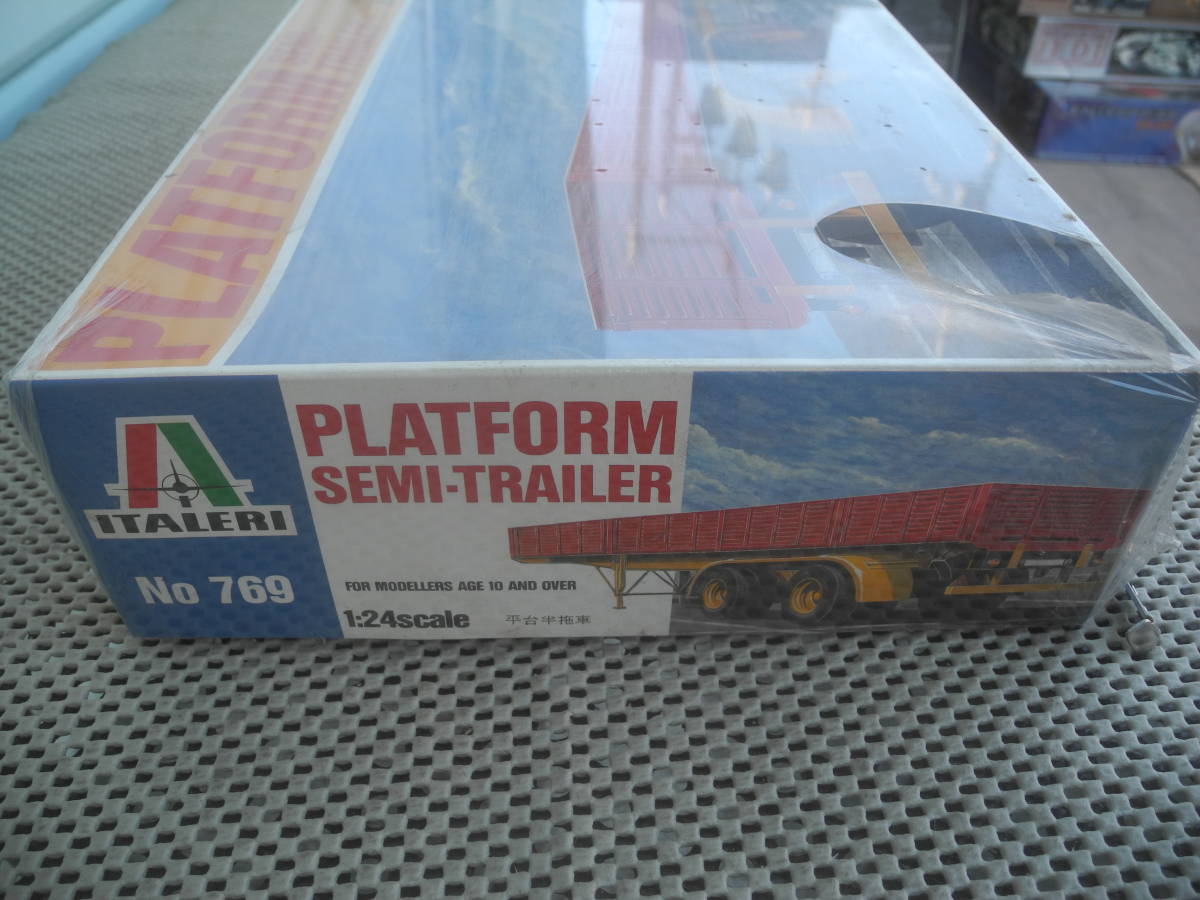 PLATFORM
ITALERI
No 769
PLATFORM
SEMI-TRAILER
FOR MODELLERS AGE 10 AND OVER
1:24scale
平台半拖車